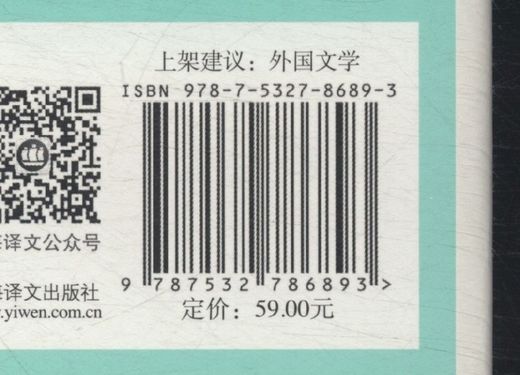 上架建议：外国文学
ISBN 978-7-5327-8689-3
9 787532 786893 >
定价：59.00元
译文公众号
译文出版社
.yiwen.com.cn